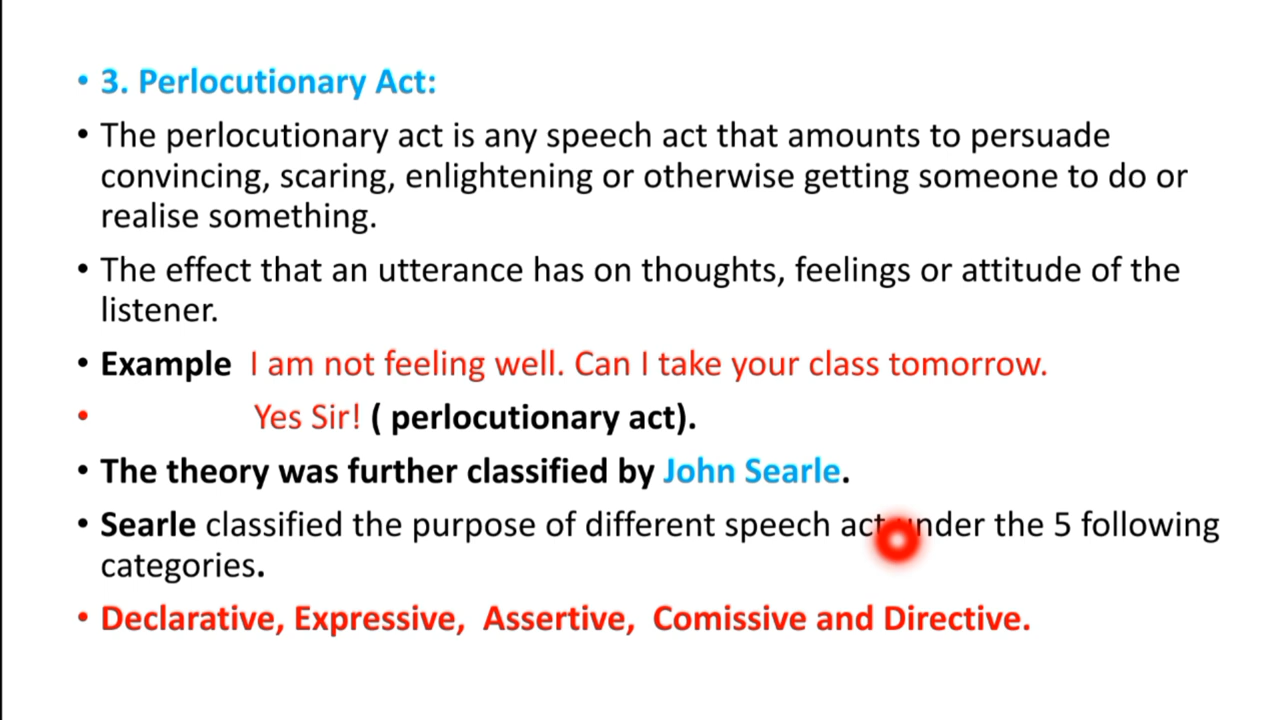 • 3. Perlocutionary Act:
• The perlocutionary act is any speech act that amounts to persuade
convincing, scaring, enlightening or otherwise getting someone to do or
realise something.
• The effect that an utterance has on thoughts, feelings or attitude of the
listener.
• Example I am not feeling well. Can I take your class tomorrow.
• Yes Sir! ( perlocutionary act).
• The theory was further classified by John Searle.
• Searle classified the purpose of different speech act under the 5 following
categories.
• Declarative, Expressive, Assertive, Comissive and Directive.